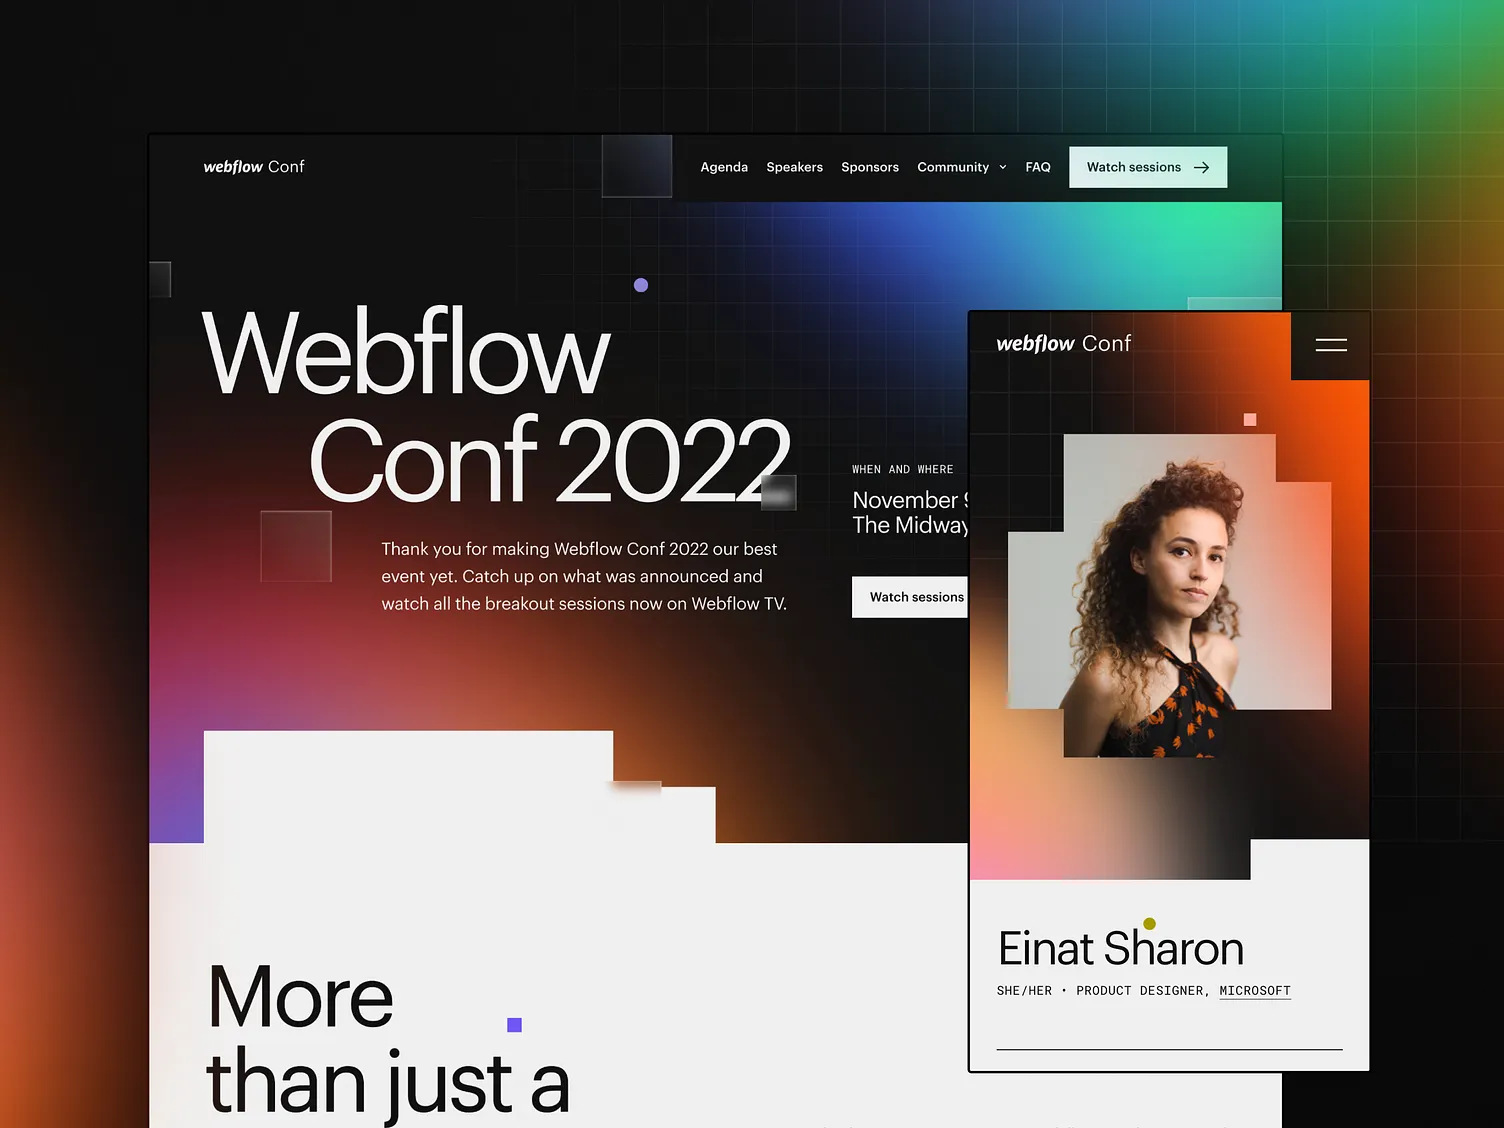 webflow Conf
Agenda Speakers Sponsors Community FAQ Watch sessions
Webflow
Conf 2022
Thank you for making Webflow Conf 2022 our best
event yet. Catch up on what was announced and
watch all the breakout sessions now on Webflow TV.
WHEN AND WHERE
November
The Midway
Watch sessions
More
than just a
webflow Conf
Einat Sharon
SHE/HER • PRODUCT DESIGNER, MICROSOFT